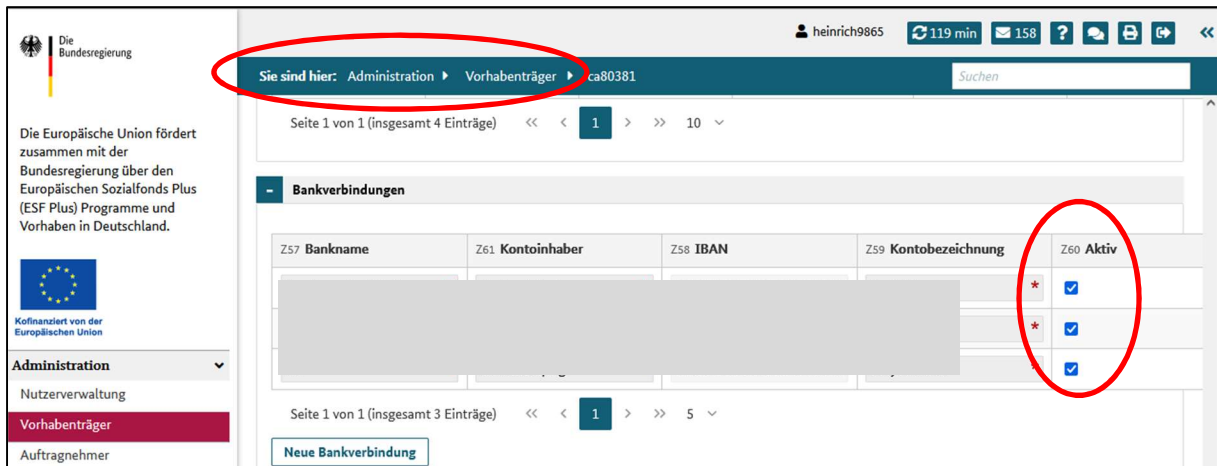 Die
Bundesregierung
heinrich9865 119 min 158 ?
Sie sind hier: Administration Vorhabenträger ca80381 Suchen
Die Europäische Union fördert
zusammen mit der
Bundesregierung über den
Europäischen Sozialfonds Plus
(ESF Plus) Programme und
Vorhaben in Deutschland.
Kofinanziert von der
Europäischen Union
Administration
Nutzerverwaltung
Vorhabenträger
Auftragnehmer
Seite 1 von 1 (insgesamt 4 Einträge) << < 1 > >> 10
- Bankverbindungen
Z57 Bankname Z61 Kontoinhaber Z58 IBAN Z59 Kontobezeichnung Z60 Aktiv
*
*
*
Seite 1 von 1 (insgesamt 3 Einträge) << < 1 > >> 5
Neue Bankverbindung